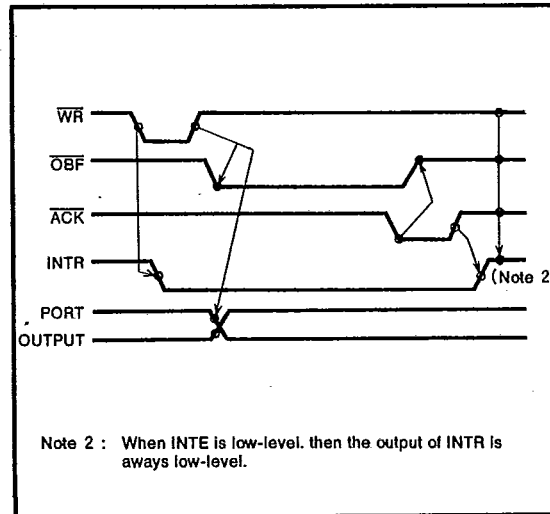 WR
OBF
ACK
INTR
(Note 2
PORT
OUTPUT
Note 2 : When INTE is low-level. then the output of INTR is
aways low-level.